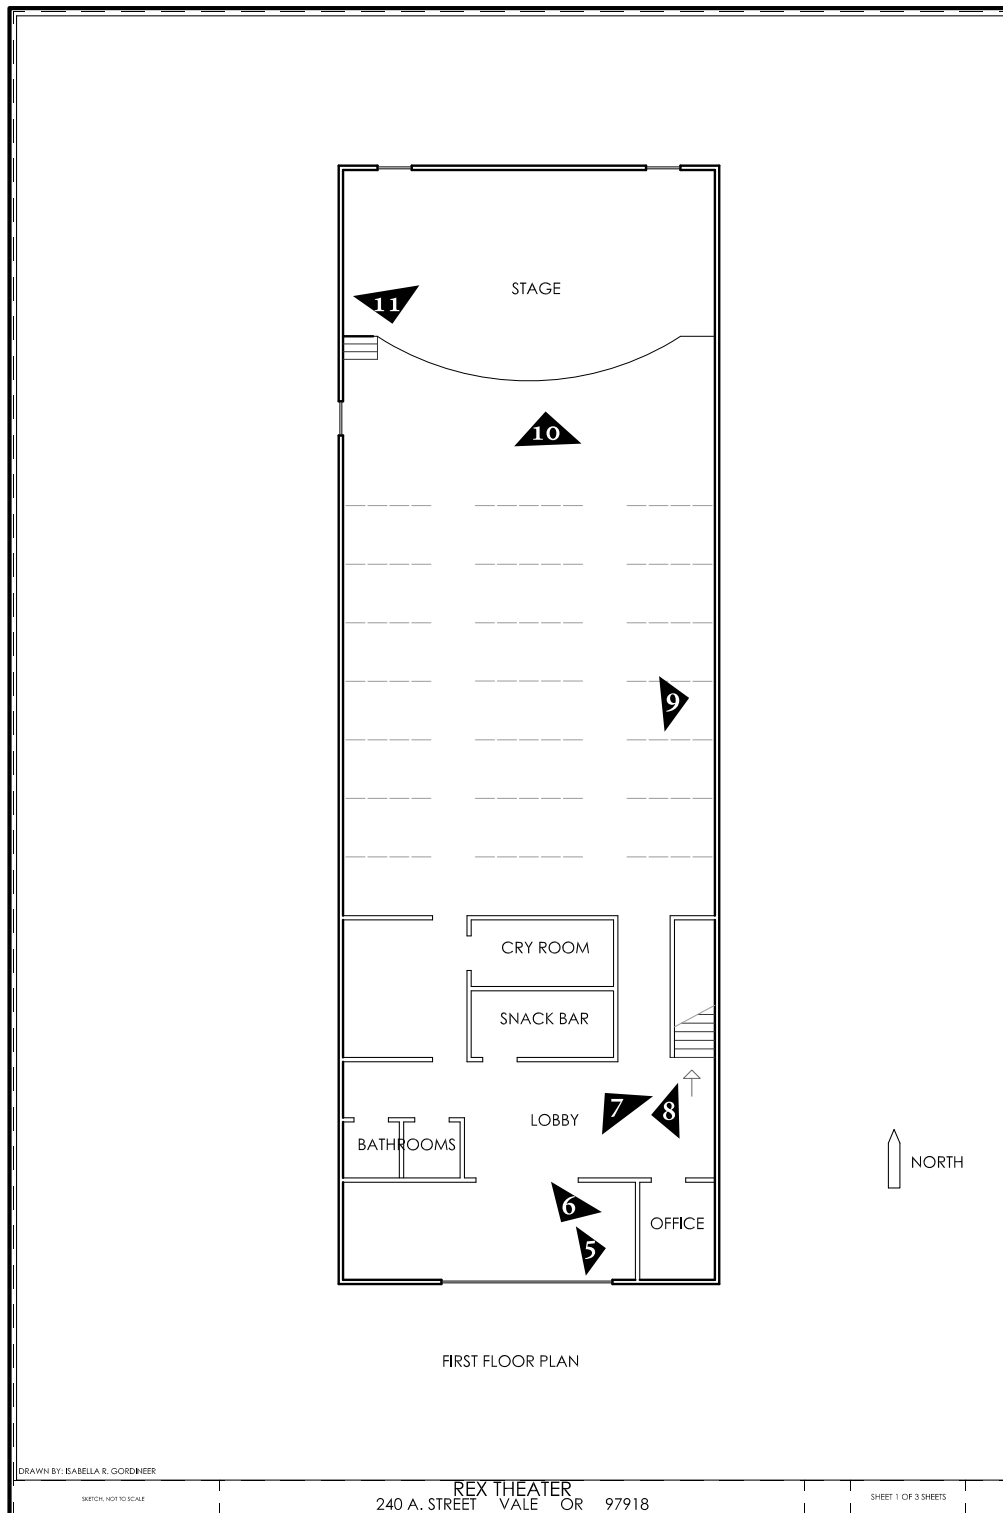 STAGE
11
10
9
CRY ROOM
SNACK BAR
7
8
LOBBY
BATHROOMS
NORTH
6
OFFICE
5
FIRST FLOOR PLAN
DRAWN BY: ISABELLA R. GORDINEER
SKETCH, NOT TO SCALE
REX THEATER
240 A. STREET VALE OR 97918
SHEET 1 OF 3 SHEETS